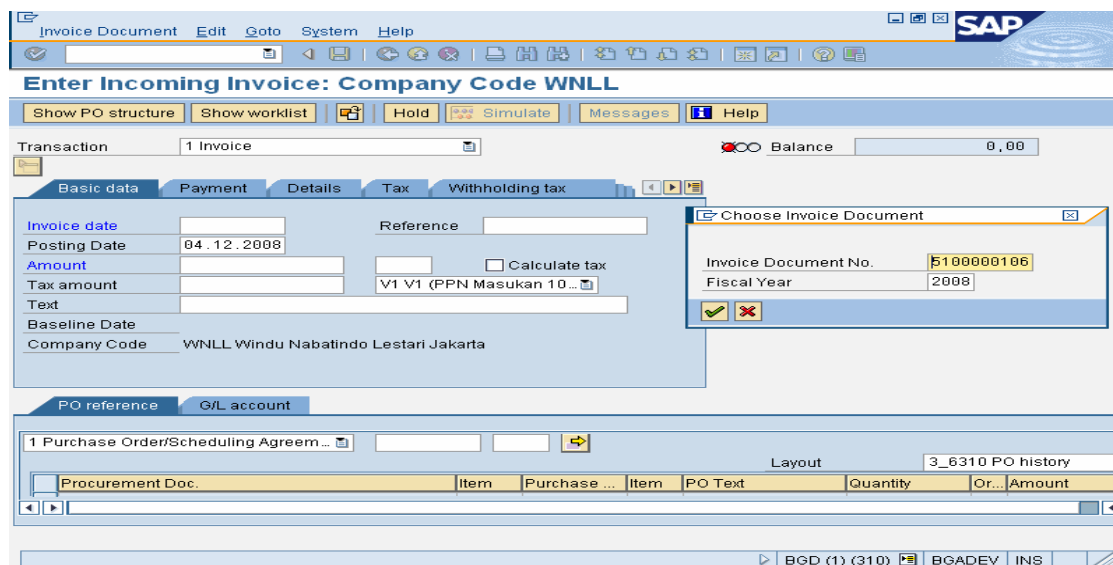 Invoice Document Edit Goto System Help
SAP
Enter Incoming Invoice: Company Code WNLL
Show PO structure Show worklist Hold Simulate Messages Help
Transaction 1 Invoice Balance 0,00
Basic data Payment Details Tax Withholding tax
Invoice date Reference
Posting Date 04.12.2008
Amount Calculate tax
Tax amount V1 V1 (PPN Masukan 10...
Text
Baseline Date
Company Code WNLL Windu Nabatindo Lestari Jakarta
Choose Invoice Document
Invoice Document No. 5100000106
Fiscal Year 2008
PO reference G/L account
1 Purchase Order/Scheduling Agreem...
Layout 3_6310 PO history
Procurement Doc. Item Purchase ... Item PO Text Quantity Or... Amount
BGD (1) (310) BGADEV INS